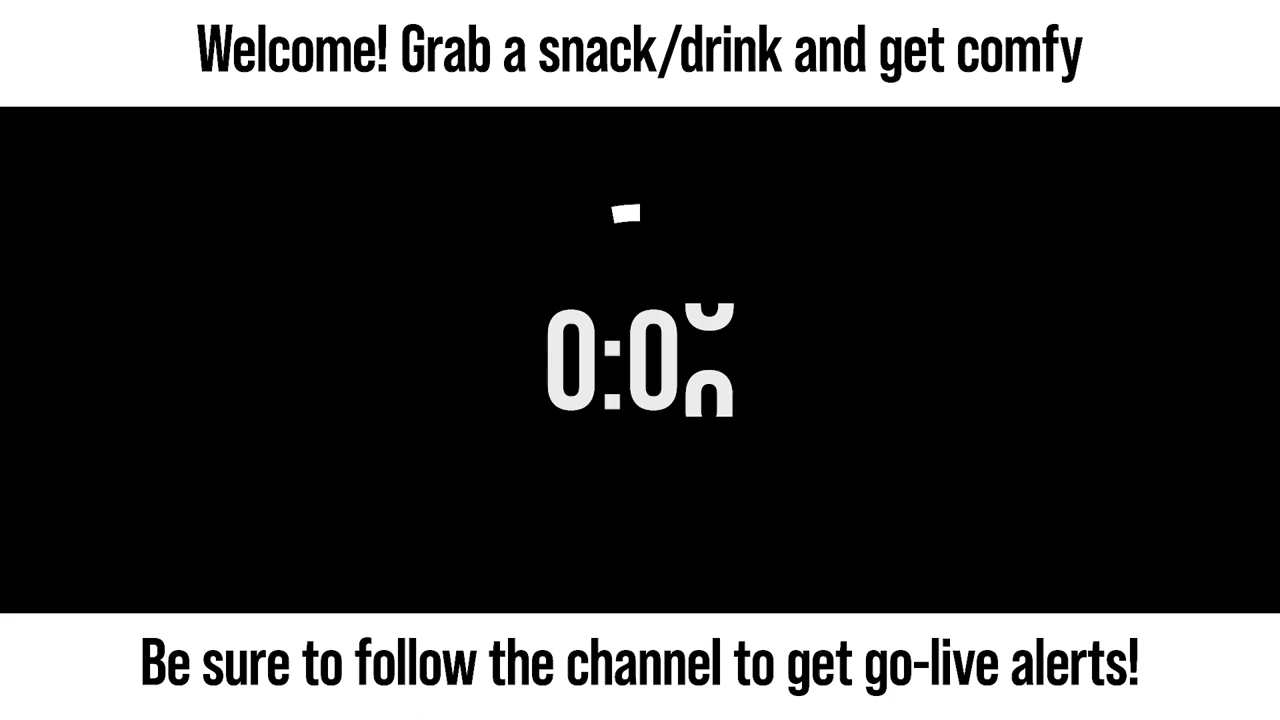 Welcome! Grab a snack/drink and get comfy
0:0
Be sure to follow the channel to get go-live alerts!